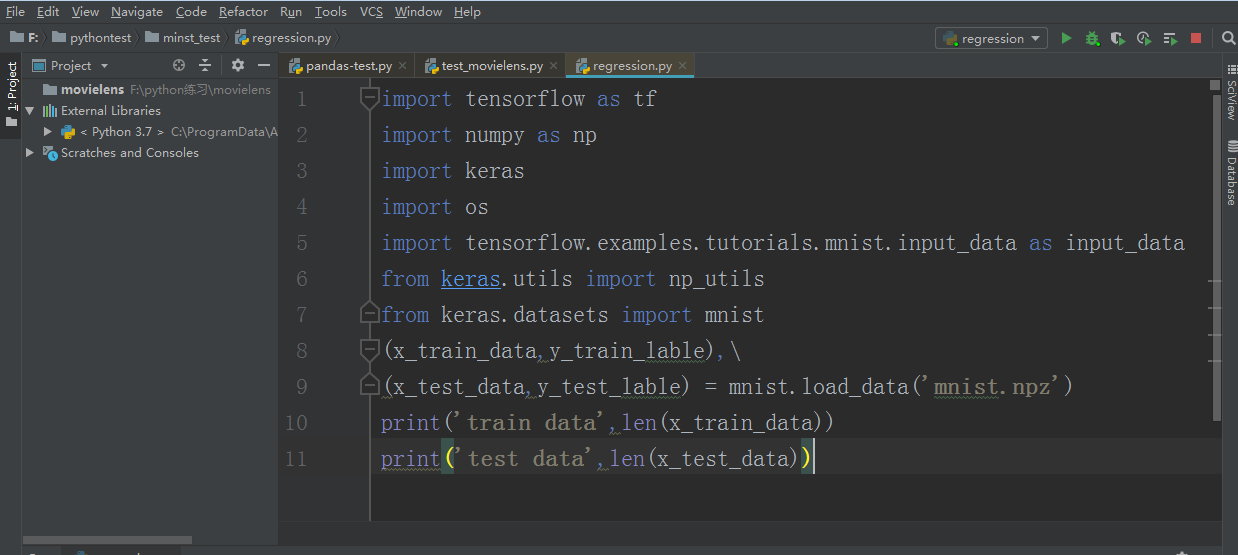 File Edit View Navigate Code Refactor Run Tools VCS Window Help
F: pythontest minst_test regression.py regression
1: Project
Project
pandas-test.py test_movielens.py regression.py
movielens F:\python练习\movielens
External Libraries
< Python 3.7 > C:\ProgramData\A
Scratches and Consoles
1 import tensorflow as tf
2 import numpy as np
3 import keras
4 import os
5 import tensorflow.examples.tutorials.mnist.input_data as input_data
6 from keras.utils import np_utils
7 from keras.datasets import mnist
8 (x_train_data,y_train_lable),\
9 (x_test_data,y_test_lable) = mnist.load_data('mnist.npz')
10 print('train data',len(x_train_data))
11 print('test data',len(x_test_data))
SciView
Database